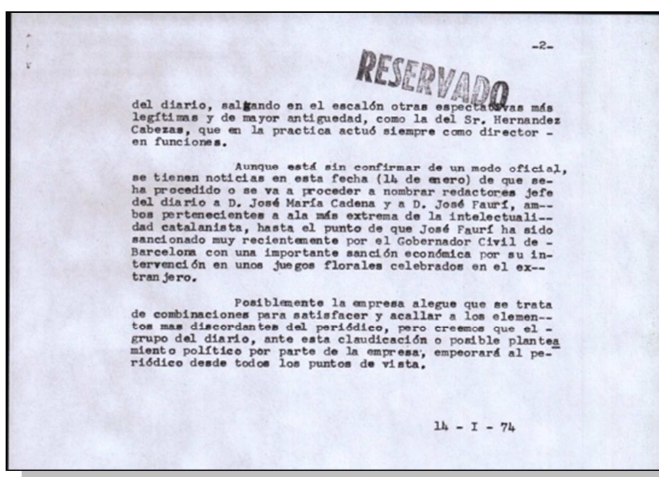 -2-
RESERVADO
del diario, salgando en el escalón otras espectativas más
legítimas y de mayor antiguedad, como la del Sr. Hernandez
Cabezas, que en la practica actuó siempre como director -
en funciones.
Aunque está sin confirmar de un modo oficial,
se tienen noticias en esta fecha (14 de enero) de que se-
ha procedido o se va a proceder a nombrar redactores jefe
del diario a D. José María Cadena y a D. José Faurí, am--
bos pertenecientes a ala más extrema de la intelectuali--
dad catalanista, hasta el punto de que José Faurí ha sido
sancionado muy recientemente por el Gobernador Civil de -
Barcelona con una importante sanción económica por su in-
tervención en unos juegos florales celebrados en el ex--
tranjero.
Posiblemente la empresa alegue que se trata
de combinaciones para satisfacer y acallar a los elemen--
tos mas discordantes del periódico, pero creemos que el -
grupo del diario, ante esta claudicación o posible plantea
miento político por parte de la empresa, empeorará al pe-
riódico desde todos los puntos de vista.
14 - I - 74